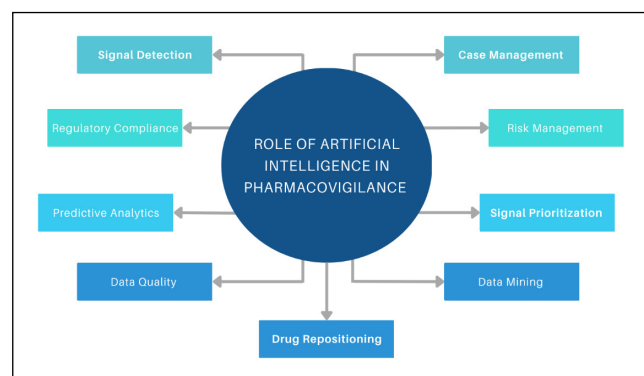 Signal Detection
Case Management
Regulatory Compliance
ROLE OF ARTIFICIAL
INTELLIGENCE IN
PHARMACOVIGILANCE
Risk Management
Predictive Analytics
Signal Prioritization
Data Quality
Data Mining
Drug Repositioning